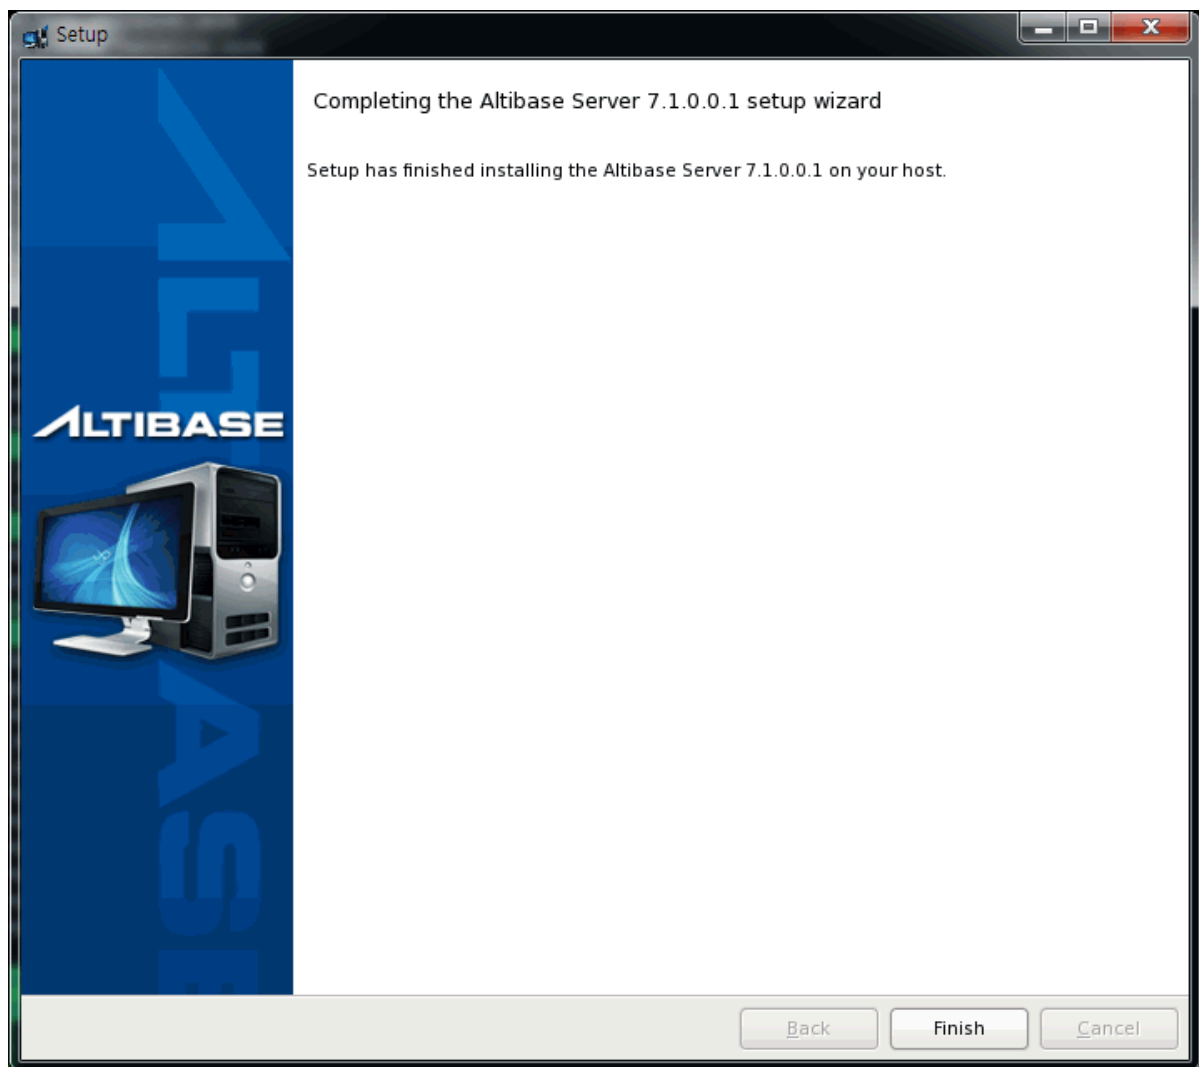 Setup
Completing the Altibase Server 7.1.0.0.1 setup wizard
Setup has finished installing the Altibase Server 7.1.0.0.1 on your host.
ALTIBASE
ALTIBASE
Back
Finish
Cancel